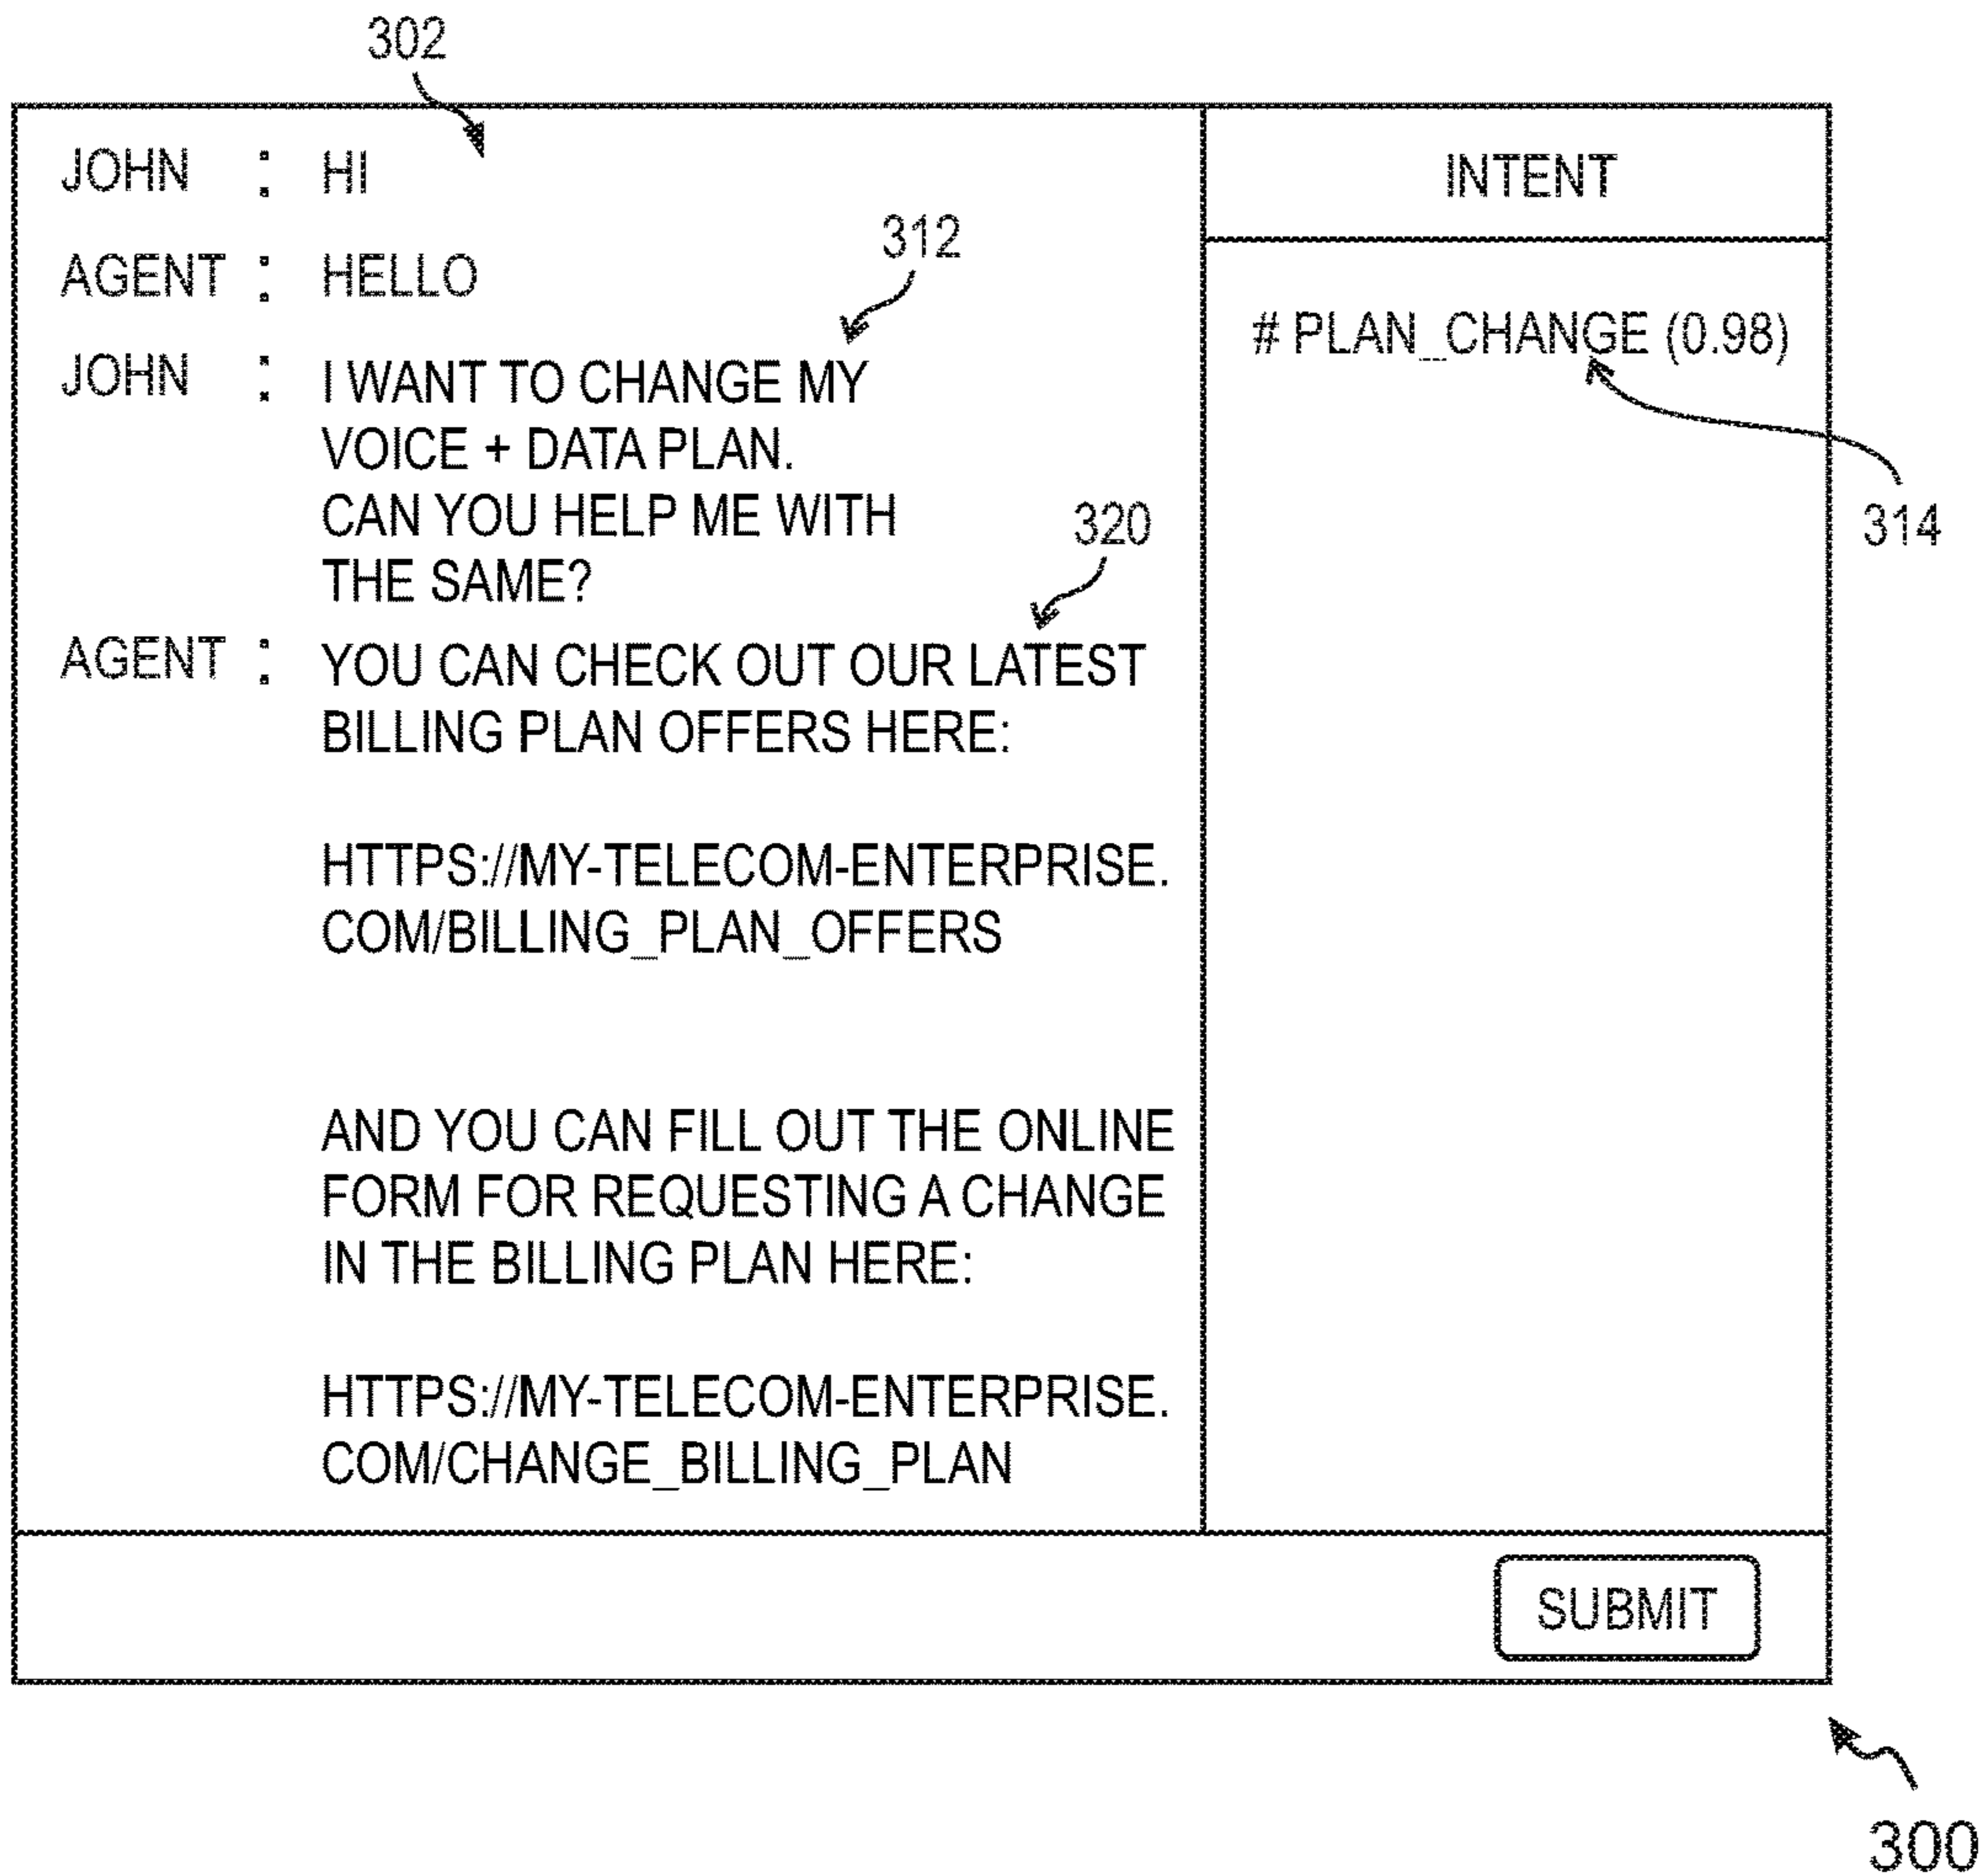 302
JOHN : HI
INTENT
312
AGENT : HELLO
# PLAN_CHANGE (0.98)
JOHN : I WANT TO CHANGE MY
VOICE + DATA PLAN.
CAN YOU HELP ME WITH
320
314
THE SAME?
AGENT : YOU CAN CHECK OUT OUR LATEST
BILLING PLAN OFFERS HERE:
HTTPS://MY-TELECOM-ENTERPRISE.
COM/BILLING_PLAN_OFFERS
AND YOU CAN FILL OUT THE ONLINE
FORM FOR REQUESTING A CHANGE
IN THE BILLING PLAN HERE:
HTTPS://MY-TELECOM-ENTERPRISE.
COM/CHANGE_BILLING_PLAN
SUBMIT
300